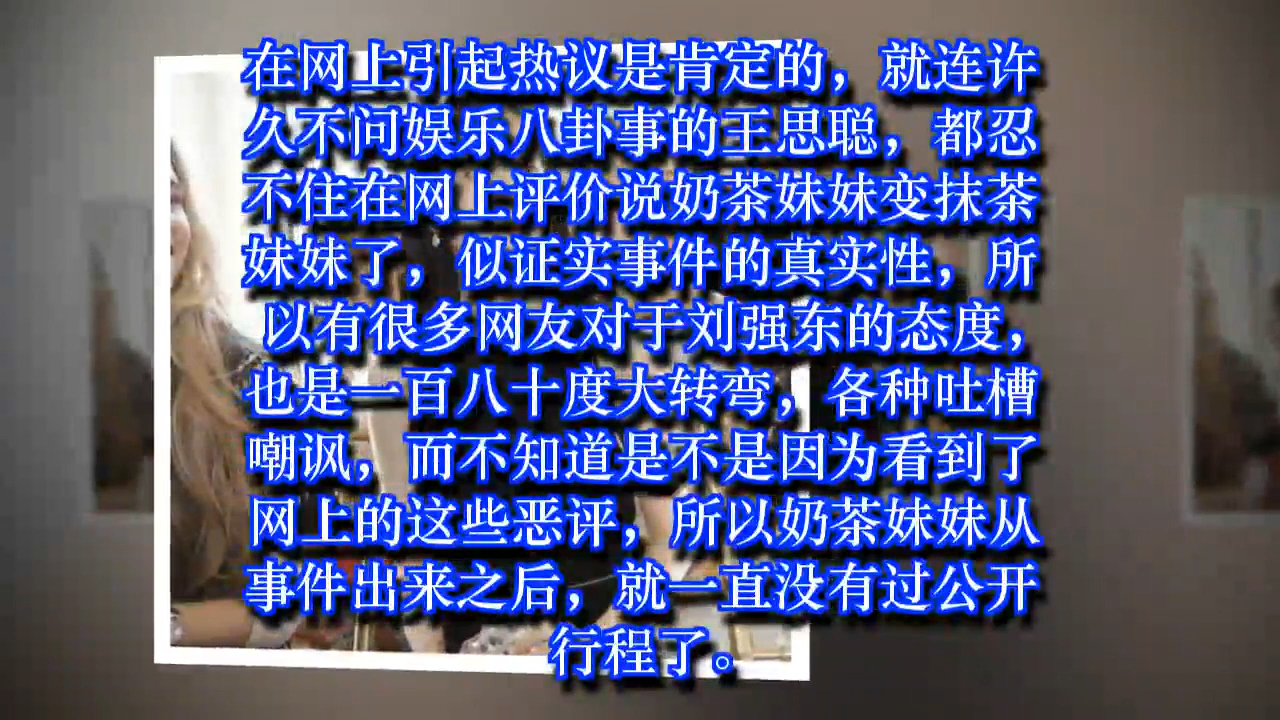 在网上引起热议是肯定的，就连许
久不问娱乐八卦事的王思聪，都忍
不住在网上评价说奶茶妹妹变抹茶
妹妹了，似证实事件的真实性，所
以有很多网友对于刘强东的态度，
也是一百八十度大转弯，各种吐槽
嘲讽，而不知道是不是因为看到了
网上的这些恶评，所以奶茶妹妹从
事件出来之后，就一直没有过公开
行程了。